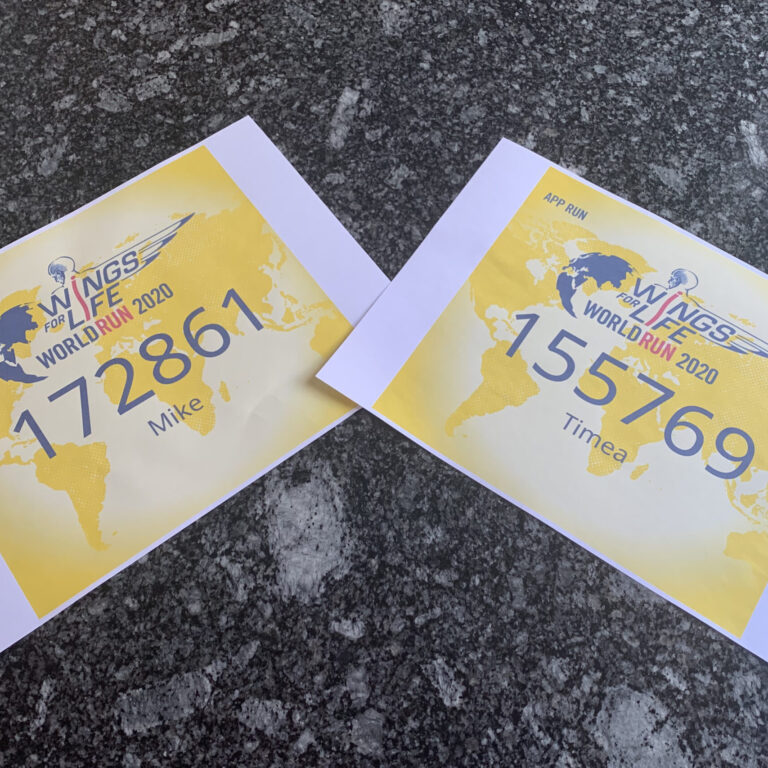 WINGS
FOR LIFE
WORLD RUN 2020
172861
Mike
APP RUN
WINGS
FOR LIFE
WORLD RUN 2020
155769
Timea